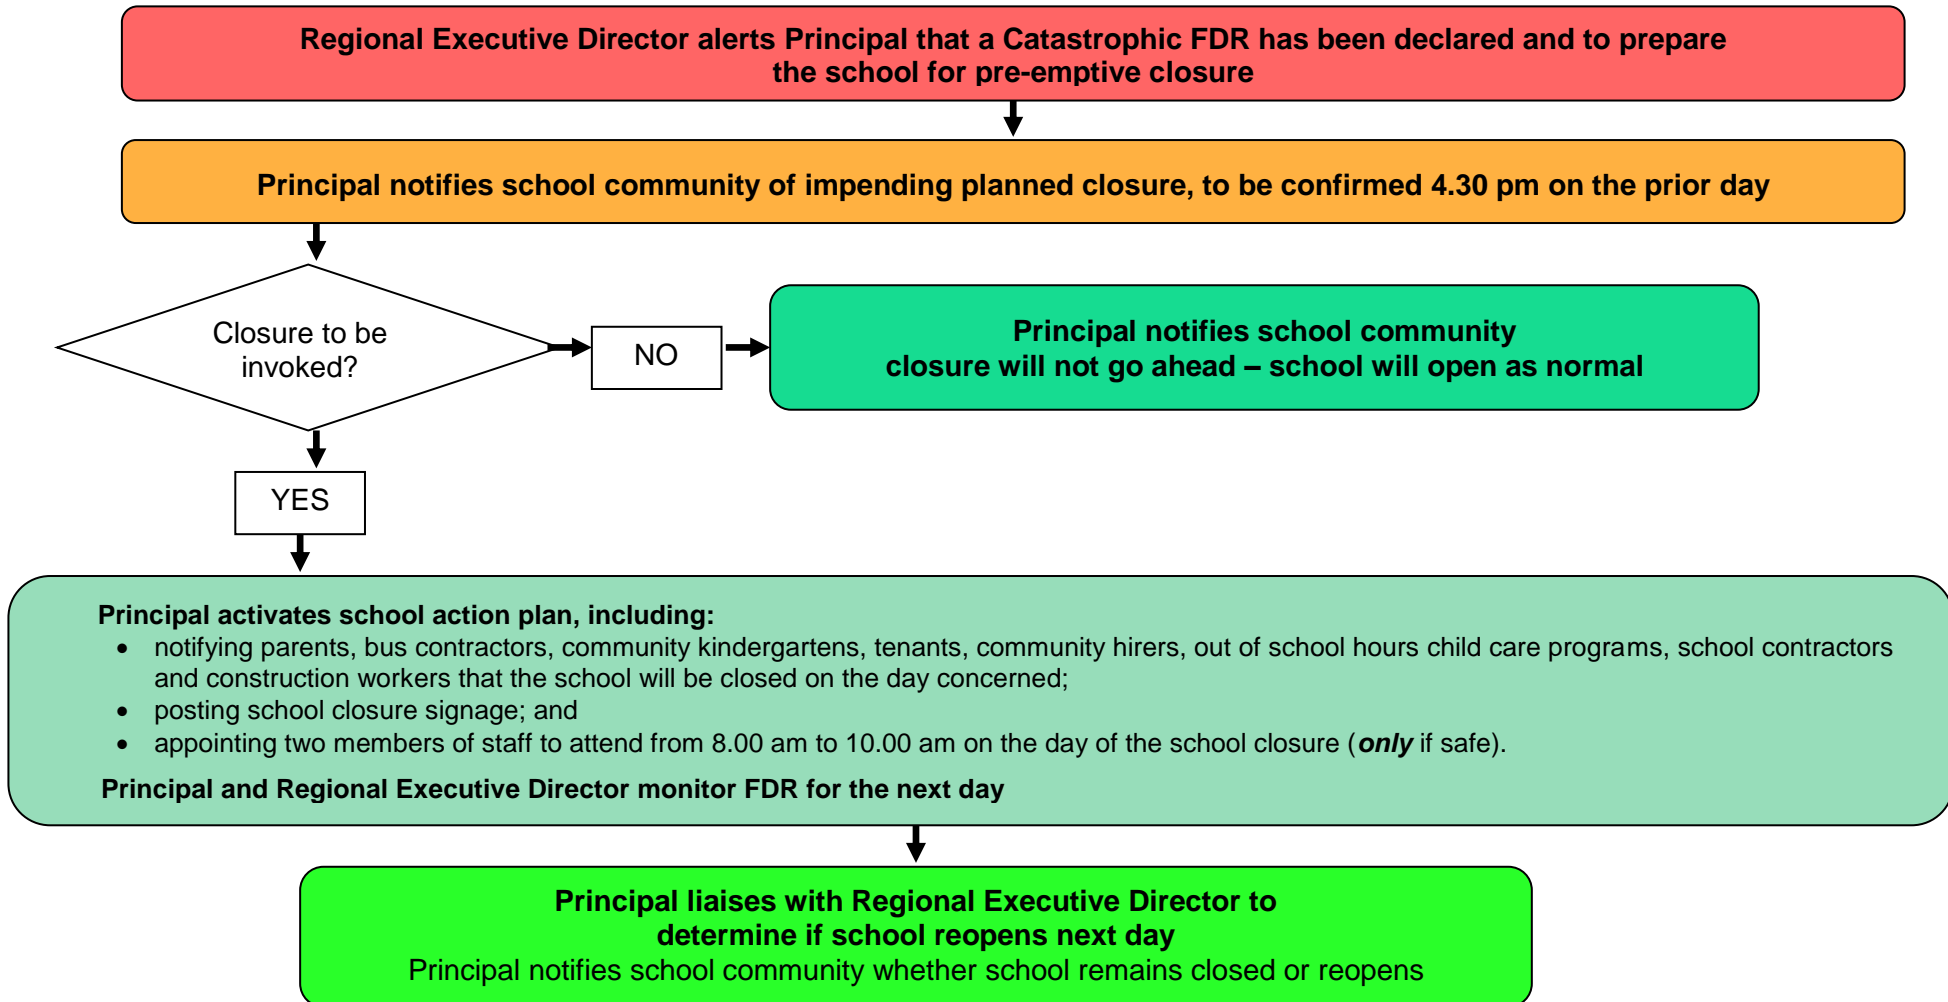 Regional Executive Director alerts Principal that a Catastrophic FDR has been declared and to prepare
the school for pre-emptive closure
Principal notifies school community of impending planned closure, to be confirmed 4.30 pm on the prior day
Closure to be
invoked?
NO
Principal notifies school community
closure will not go ahead – school will open as normal
YES
Principal activates school action plan, including:
• notifying parents, bus contractors, community kindergartens, tenants, community hirers, out of school hours child care programs, school contractors
and construction workers that the school will be closed on the day concerned;
• posting school closure signage; and
• appointing two members of staff to attend from 8.00 am to 10.00 am on the day of the school closure (only if safe).
Principal and Regional Executive Director monitor FDR for the next day
Principal liaises with Regional Executive Director to
determine if school reopens next day
Principal notifies school community whether school remains closed or reopens